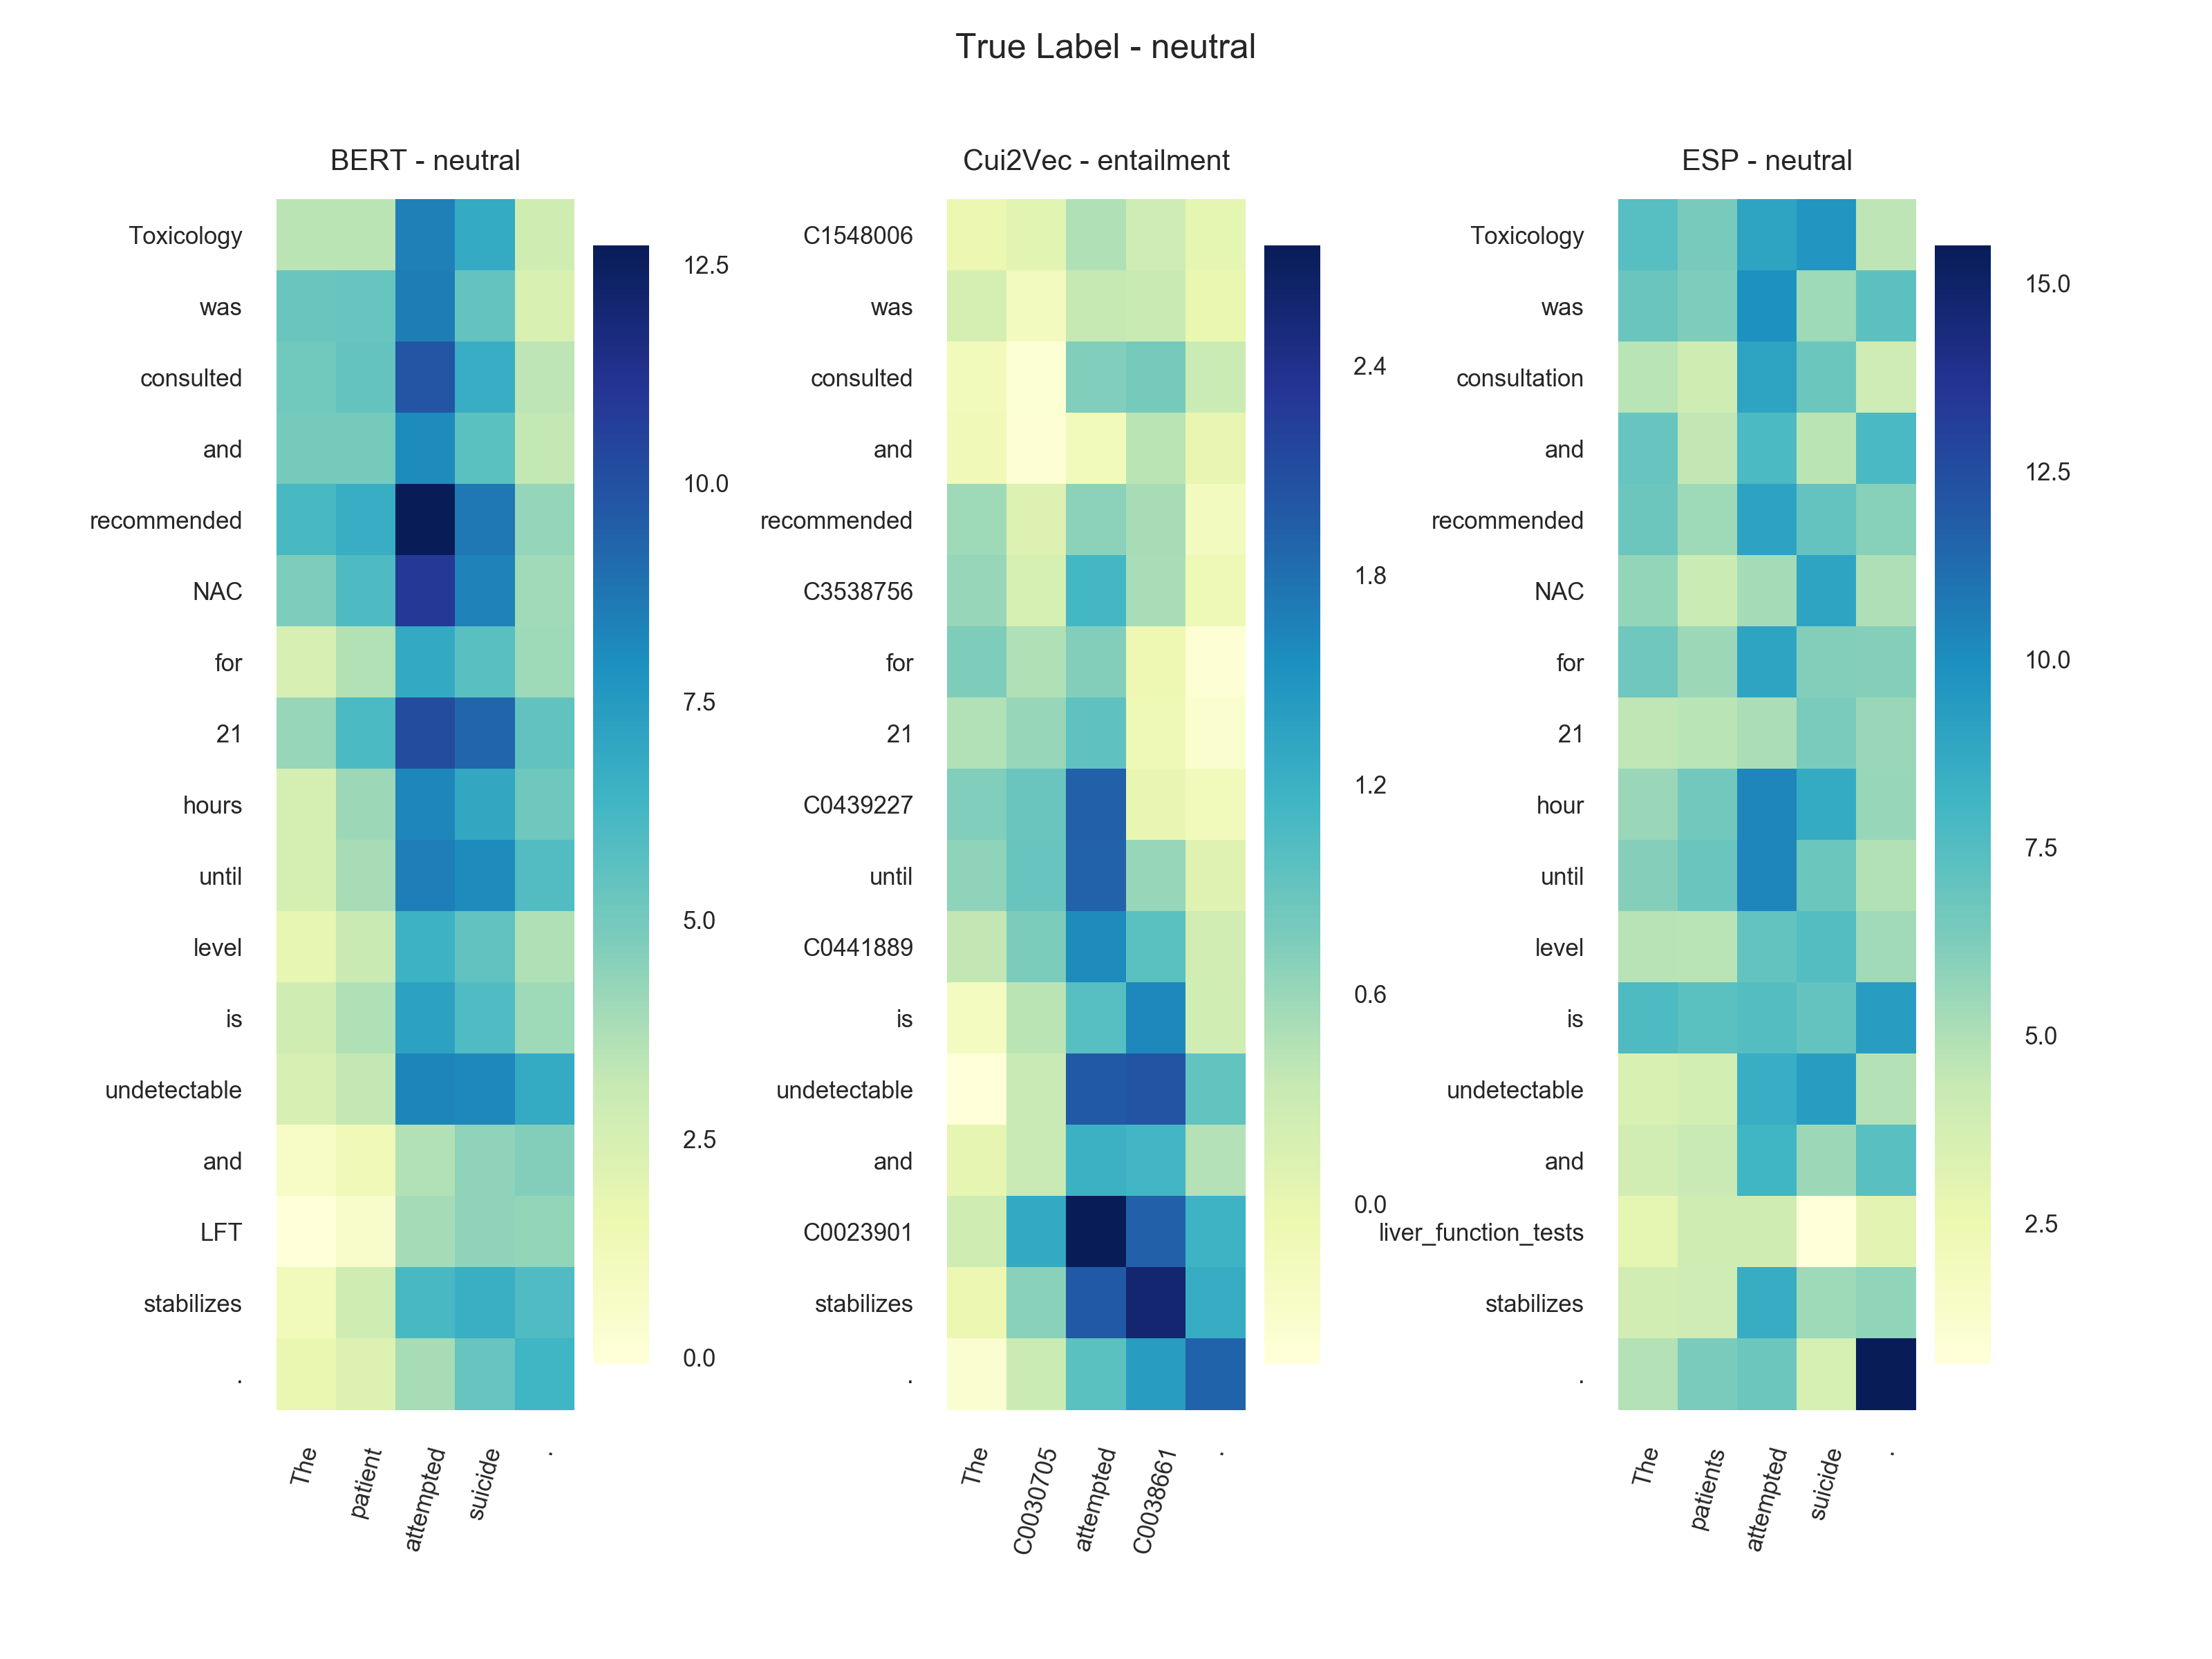 True Label - neutral
BERT - neutral
Toxicology
was
consulted
and
recommended
NAC
for
21
hours
until
level
is
undetectable
and
LFT
stabilizes
.
The
patient
attempted
suicide
.
12.5
10.0
7.5
5.0
2.5
0.0
Cui2Vec - entailment
C1548006
was
consulted
and
recommended
C3538756
for
21
C0439227
until
C0441889
is
undetectable
and
C0023901
stabilizes
.
The
C0030705
attempted
C0038661
.
2.4
1.8
1.2
0.6
0.0
ESP - neutral
Toxicology
was
consultation
and
recommended
NAC
for
21
hour
until
level
is
undetectable
and
liver_function_tests
stabilizes
.
The
patients
attempted
suicide
.
15.0
12.5
10.0
7.5
5.0
2.5